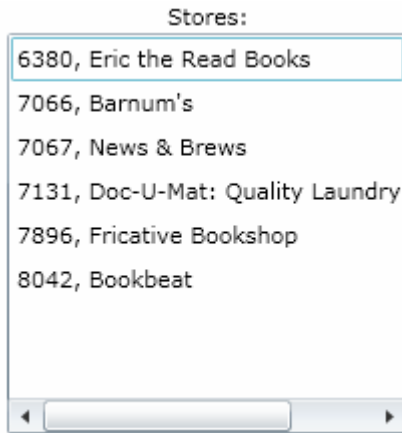 Stores:
6380, Eric the Read Books
7066, Barnum's
7067, News & Brews
7131, Doc-U-Mat: Quality Laundry
7896, Fricative Bookshop
8042, Bookbeat